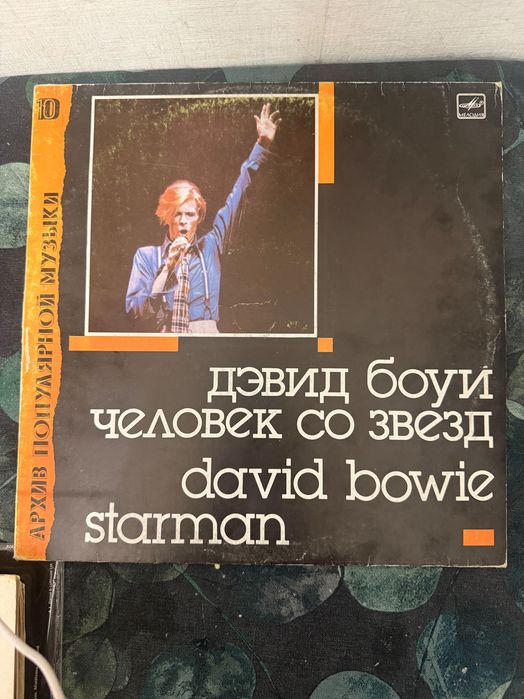 10
МЕЛОДИЯ
АРХИВ ПОПУЛЯРНОЙ МУЗЫКИ
дэвид боуи
человек со звезд
david bowie
starman